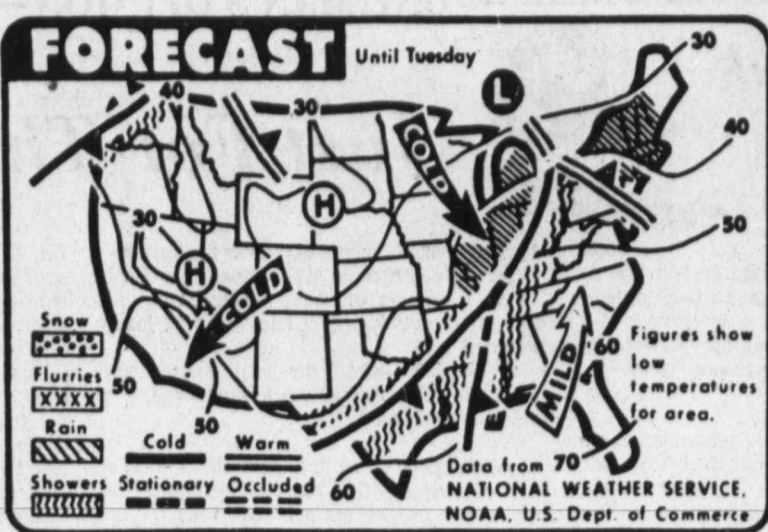 FORECAST Until Tuesday
30
L
40
30
COLD
40
H
30
50
H
COLD
Snow
Flurries
XXXX
50
50
Rain
Showers
Cold
Warm
Stationary
Occluded
60
MILD
60
Figures show
low
temperatures
for area.
70
Data from
NATIONAL WEATHER SERVICE,
NOAA, U.S. Dept. of Commerce